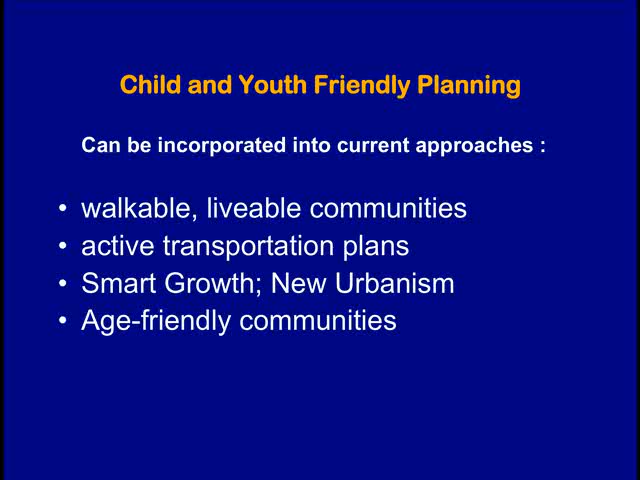 Child and Youth Friendly Planning
Can be incorporated into current approaches :
• walkable, liveable communities
• active transportation plans
• Smart Growth; New Urbanism
• Age-friendly communities